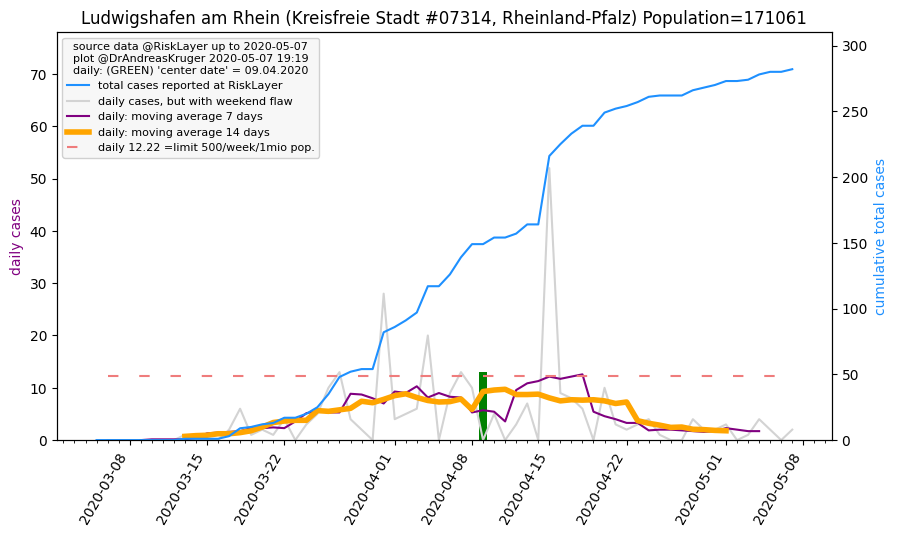 Ludwigshafen am Rhein (Kreisfreie Stadt #07314, Rheinland-Pfalz) Population=171061
source data @RiskLayer up to 2020-05-07
plot @DrAndreasKruger 2020-05-07 19:19
daily: (GREEN) 'center date' = 09.04.2020
total cases reported at RiskLayer
daily cases, but with weekend flaw
daily: moving average 7 days
daily: moving average 14 days
daily 12.22 =limit 500/week/1mio pop.
daily cases
70
60
50
40
30
20
10
0
cumulative total cases
300
250
200
150
100
50
0
2020-03-08
2020-03-15
2020-03-22
2020-04-01
2020-04-08
2020-04-15
2020-04-22
2020-05-01
2020-05-08